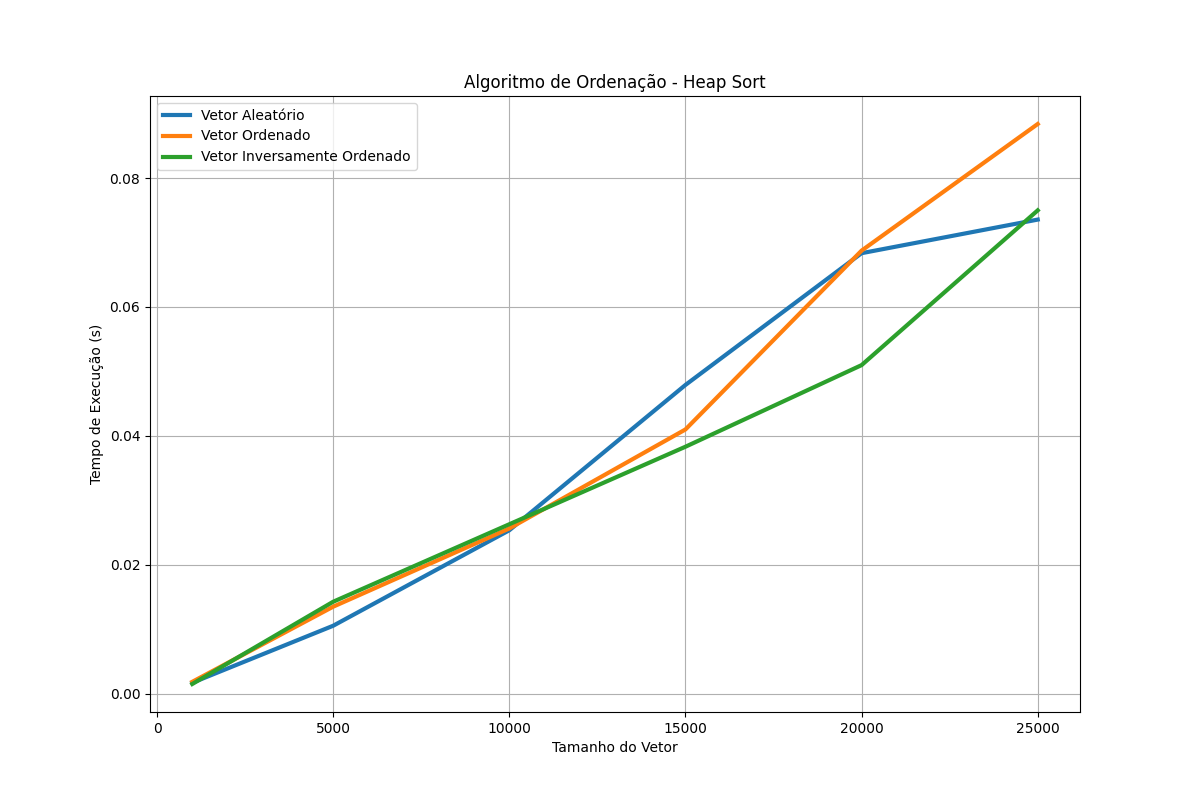 Algoritmo de Ordenação - Heap Sort
Vetor Aleatório
Vetor Ordenado
Vetor Inversamente Ordenado
0.08
0.06
0.04
0.02
0.00
Tempo de Execução (s)
0 5000 10000 15000 20000 25000
Tamanho do Vetor